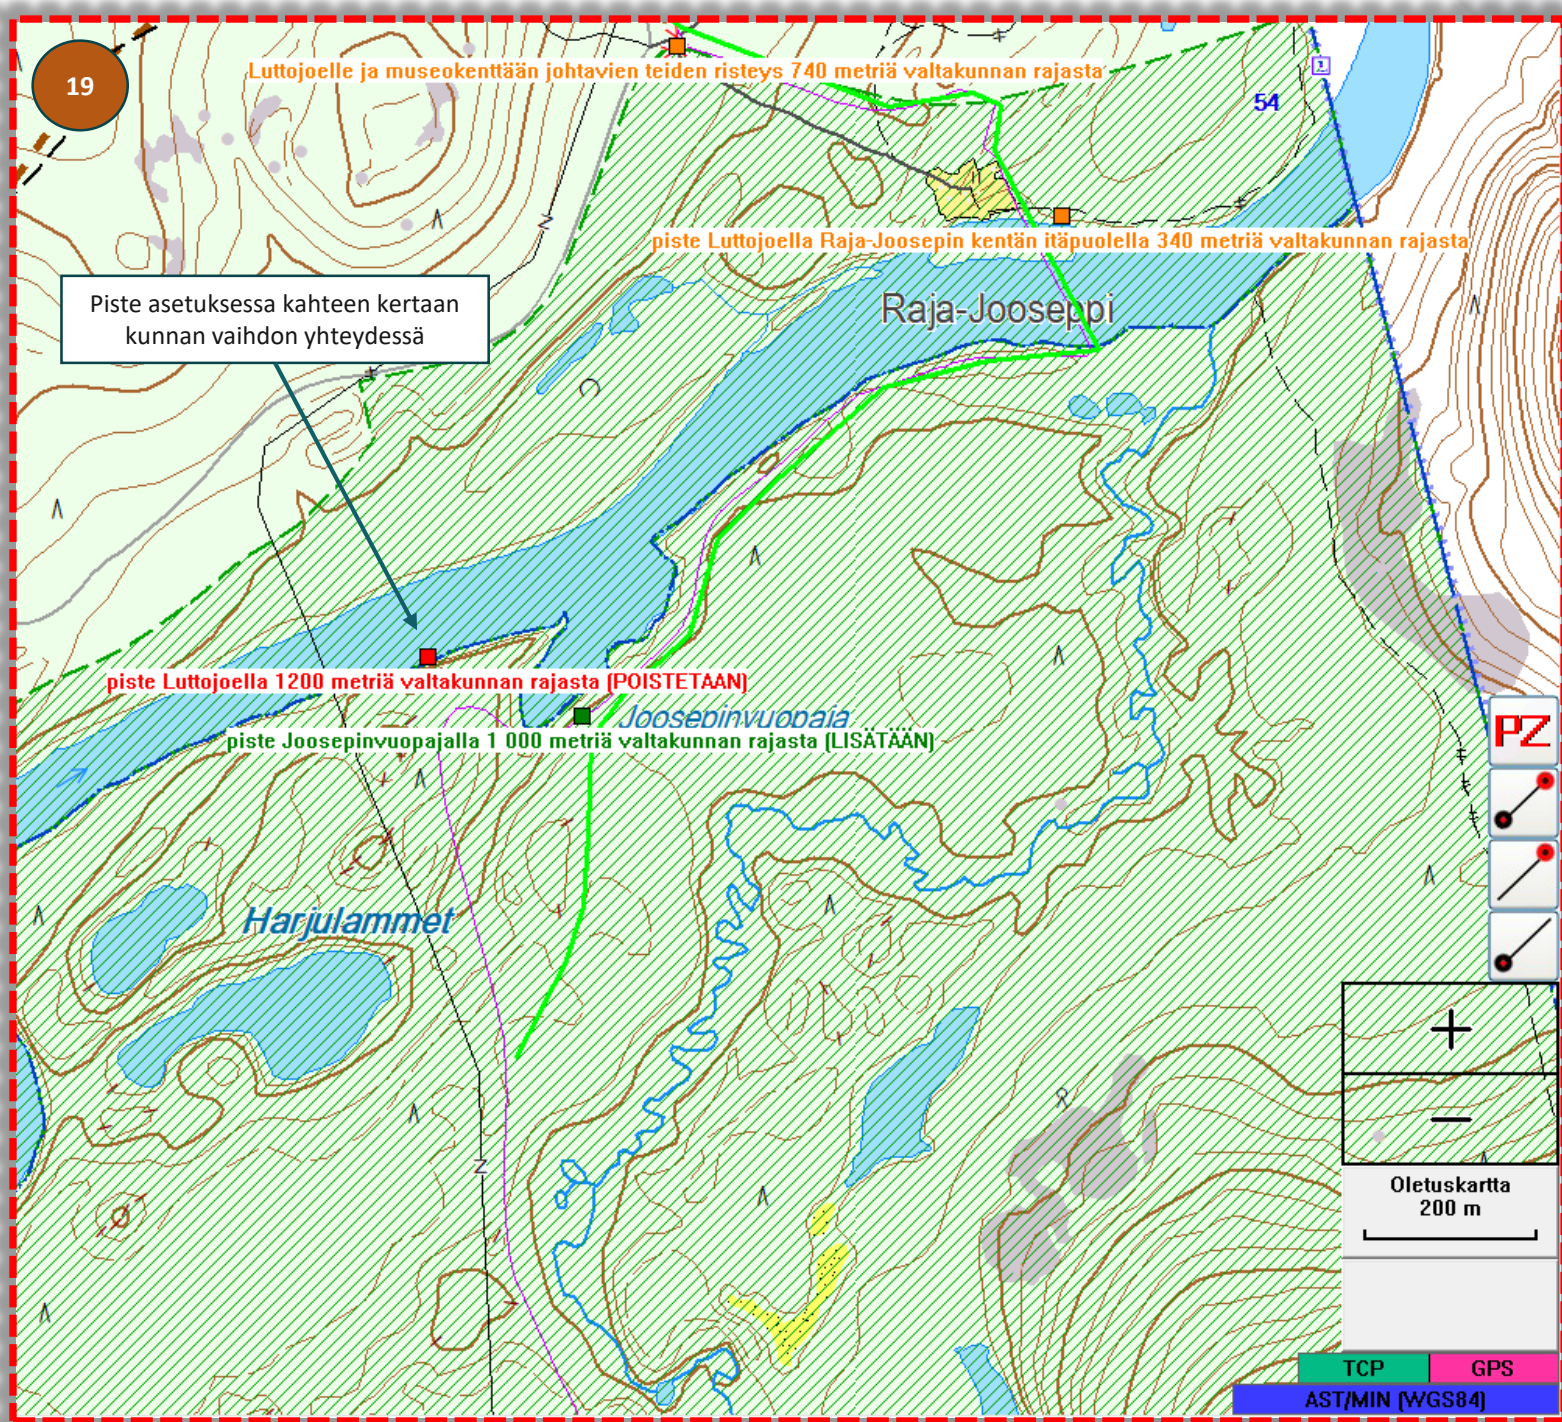 19
Luttojoelle ja museokenttään johtavien teiden risteys 740 metriä valtakunnan rajasta
1
54
piste Luttojoella Raja-Joosepin kentän itäpuolella 340 metriä valtakunnan rajasta
Piste asetuksessa kahteen kertaan
kunnan vaihdon yhteydessä
Raja-Jooseppi
piste Luttojoella 1200 metriä valtakunnan rajasta (POISTETAAN)
Joosepinvuopaja
piste Joosepinvuopajalla 1 000 metriä valtakunnan rajasta (LISÄTÄÄN)
PZ
Harjulammet
+
−
Oletuskartta
200 m
TCP
GPS
AST/MIN (WGS84)